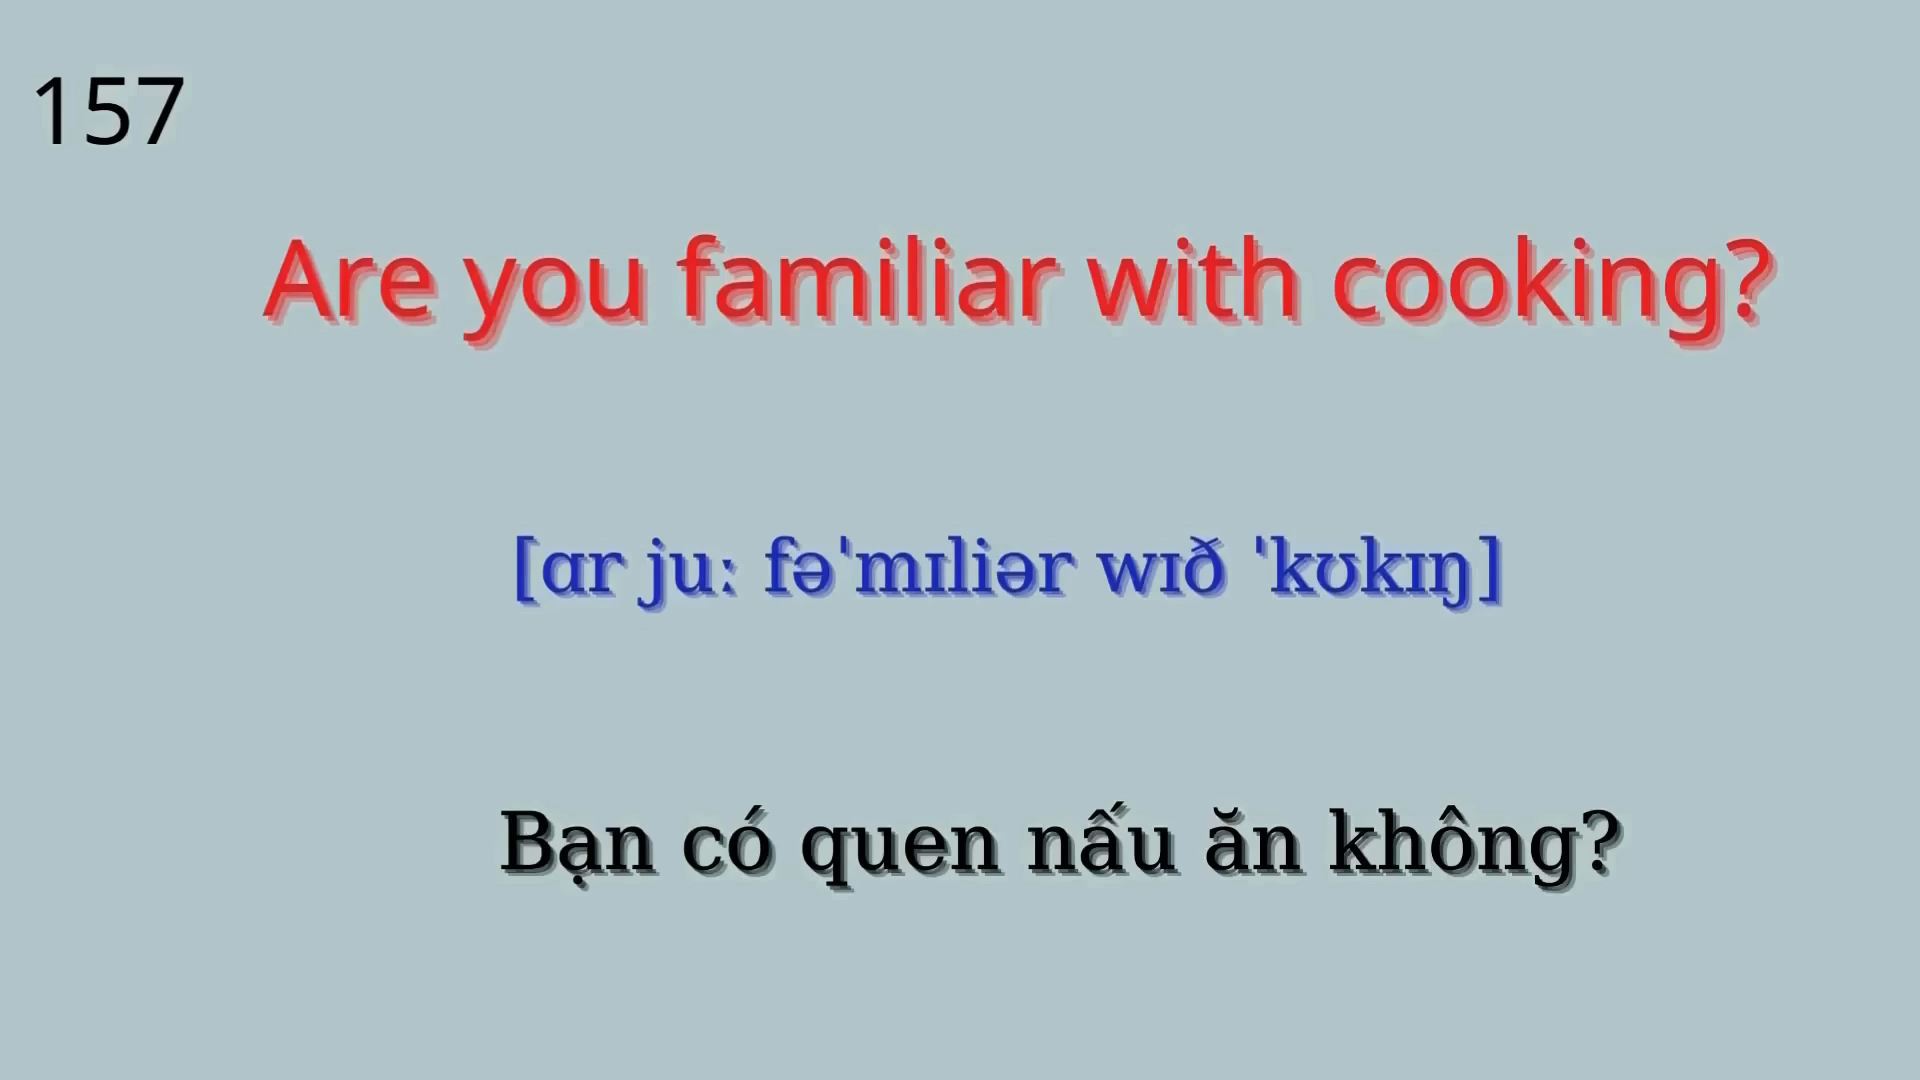 157
Are you familiar with cooking?
[ɑr juː fəˈmɪliər wɪð ˈkʊkɪŋ]
Bạn có quen nấu ăn không?